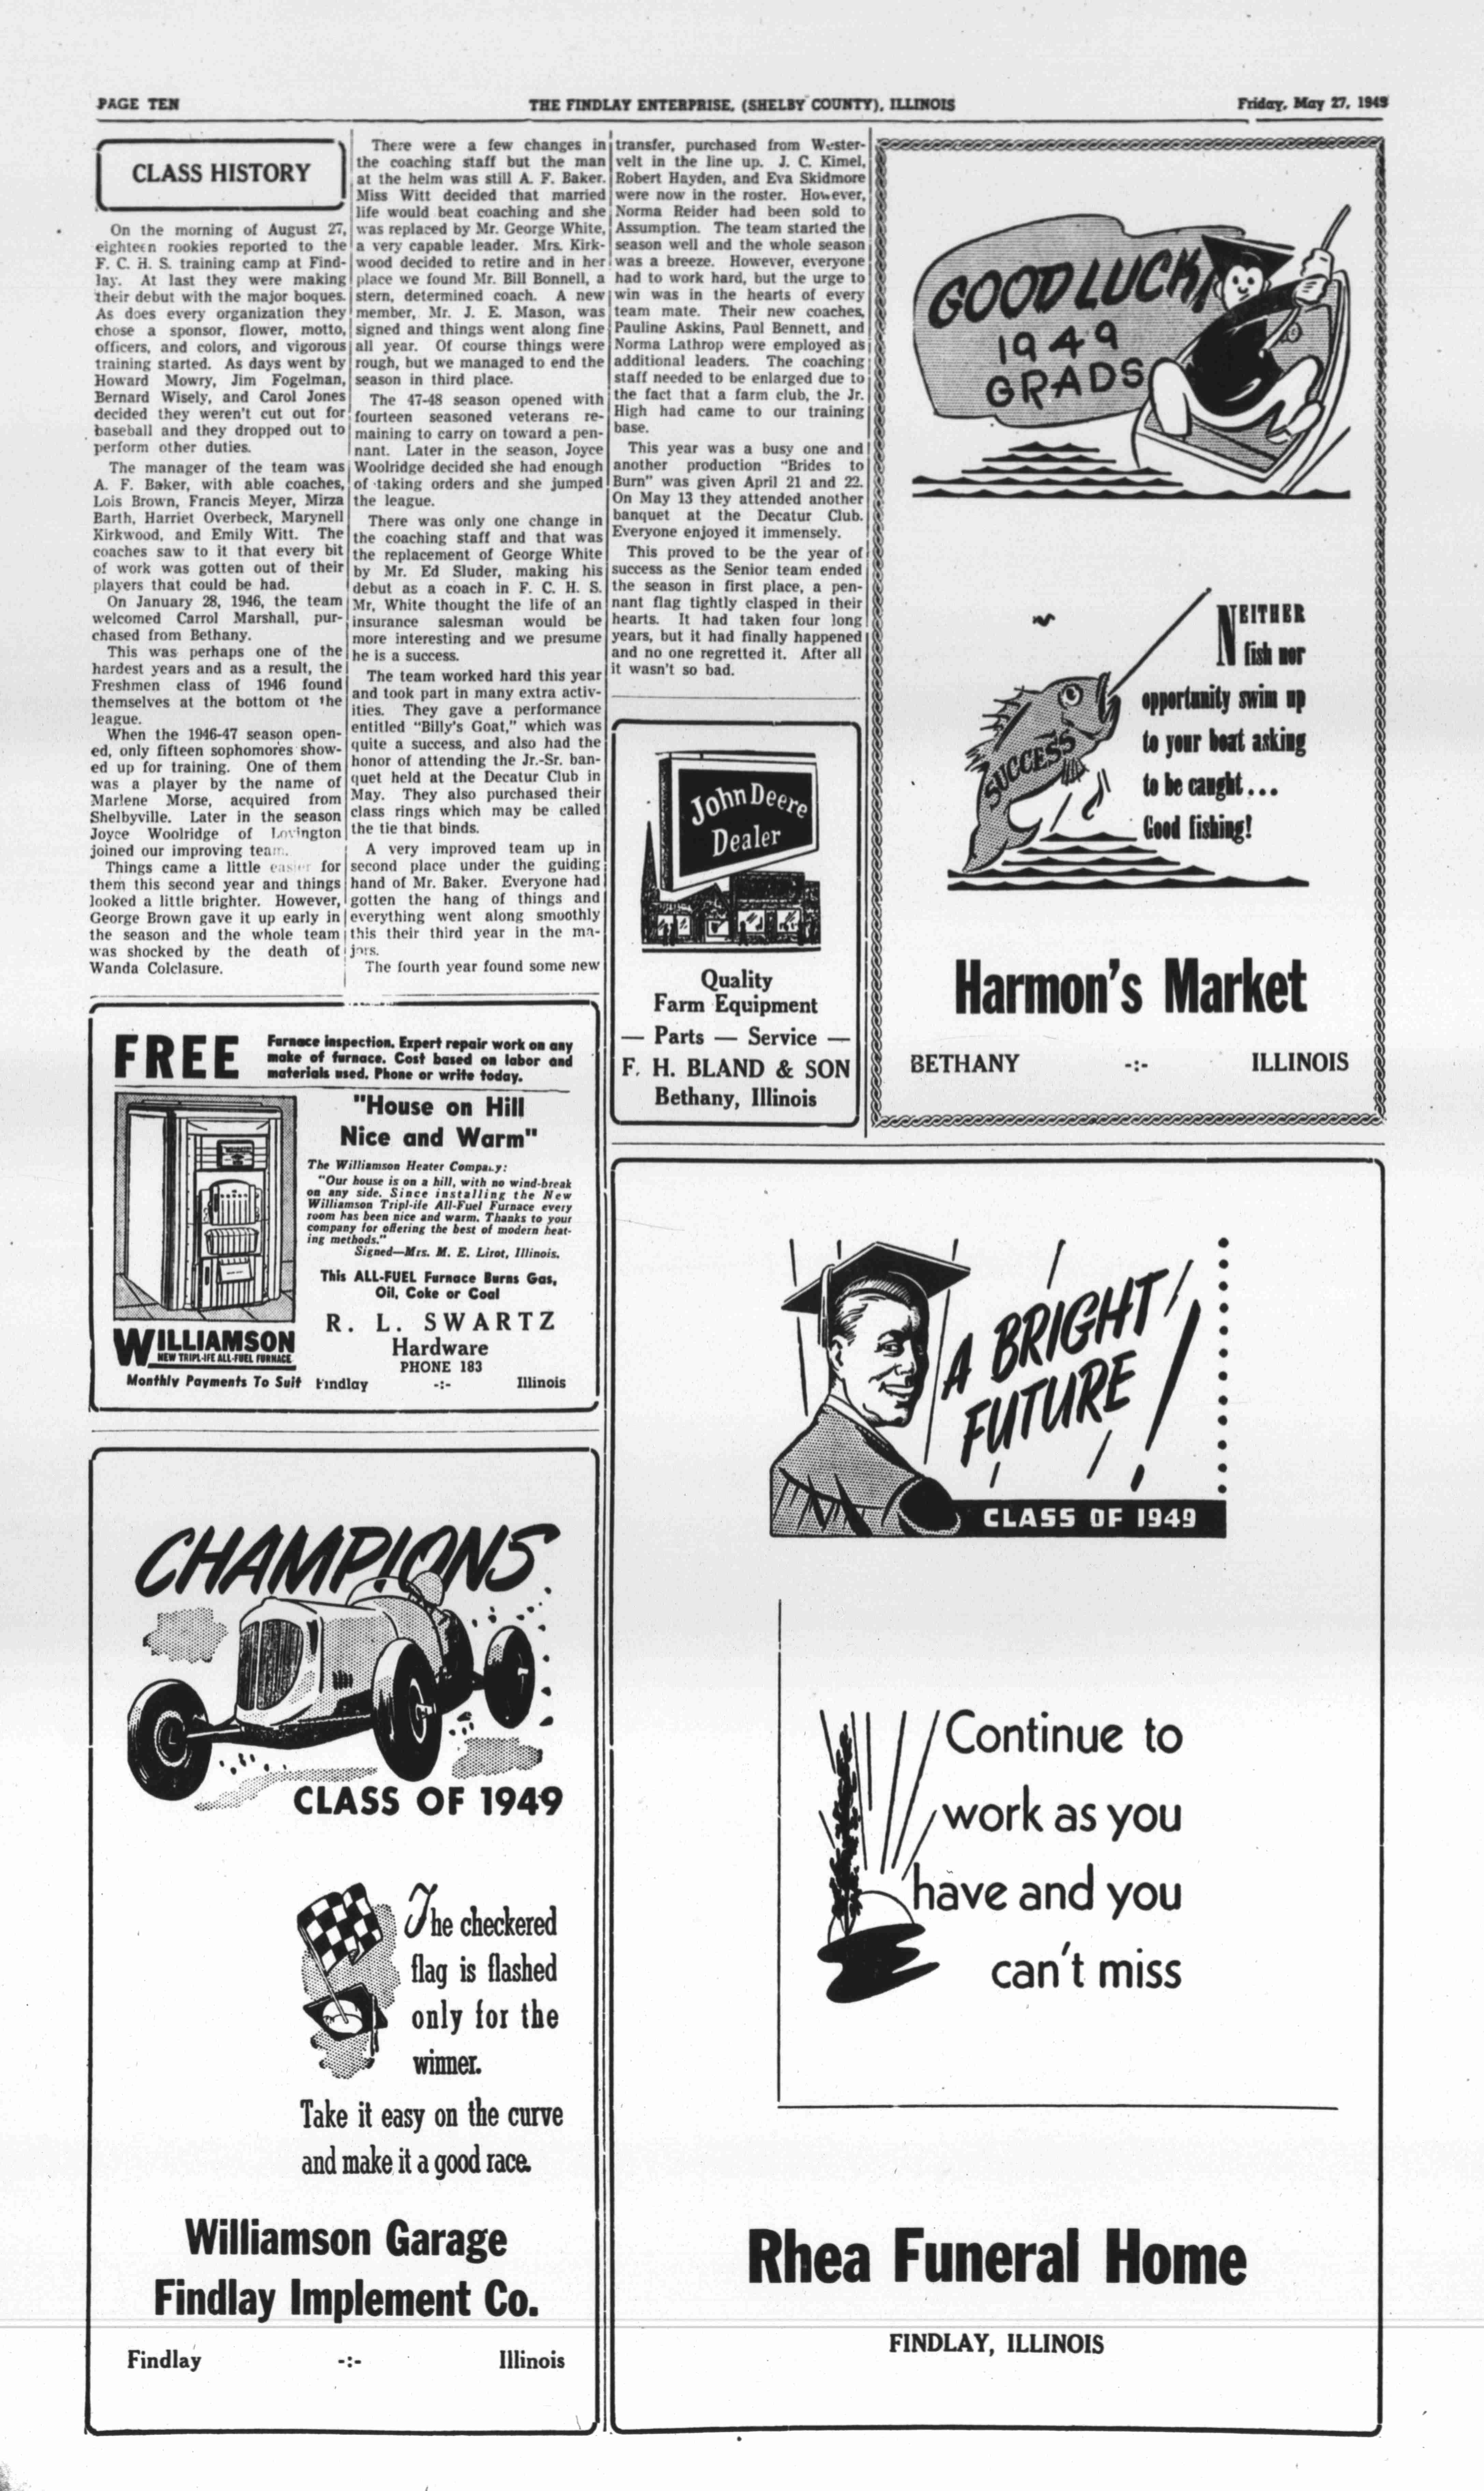 PAGE TEN
THE FINDLAY ENTERPRISE, (SHELBY COUNTY), ILLINOIS
Friday, May 27, 1949
CLASS HISTORY
On the morning of August 27,
eighteen rookies reported to the
F. C. H. S. training camp at Find-
lay. At last they were making
their debut with the major boques.
As does every organization they
chose a sponsor, flower, motto,
officers, and colors, and vigorous
training started. As days went by
Howard Mowry, Jim Fogelman,
Bernard Wisely, and Carol Jones
decided they weren't cut out for
baseball and they dropped out to
perform other duties.
The manager of the team was
A. F. Baker, with able coaches,
Lois Brown, Francis Meyer, Mirza
Barth, Harriet Overbeck, Marynell
Kirkwood, and Emily Witt. The
coaches saw to it that every bit
of work was gotten out of their
players that could be had.
On January 28, 1946, the team
welcomed Carrol Marshall, pur-
chased from Bethany.
This was perhaps one of the
hardest years and as a result, the
Freshmen class of 1946 found
themselves at the bottom of the
league.
When the 1946-47 season open-
ed, only fifteen sophomores show-
ed up for training. One of them
was a player by the name of
Marlene Morse, acquired from
Shelbyville. Later in the season
Joyce Woolridge of Lovington
joined our improving team.
Things came a little easier for
them this second year and things
looked a little brighter. However,
George Brown gave it up early in
the season and the whole team
was shocked by the death of
Wanda Colclasure.
There were a few changes in
the coaching staff but the man
at the helm was still A. F. Baker.
Miss Witt decided that married
life would beat coaching and she
was replaced by Mr. George White,
a very capable leader. Mrs. Kirk-
wood decided to retire and in her
place we found Mr. Bill Bonnell, a
stern, determined coach. A new
member, Mr. J. E. Mason, was
signed and things went along fine
all year. Of course things were
rough, but we managed to end the
season in third place.
The 47-48 season opened with
fourteen seasoned veterans re-
maining to carry on toward a pen-
nant. Later in the season, Joyce
Woolridge decided she had enough
of taking orders and she jumped
the league.
There was only one change in
the coaching staff and that was
the replacement of George White
by Mr. Ed Sluder, making his
debut as a coach in F. C. H. S.
Mr, White thought the life of an
insurance salesman would be
more interesting and we presume
he is a success.
The team worked hard this year
and took part in many extra activ-
ities. They gave a performance
entitled "Billy's Goat," which was
quite a success, and also had the
honor of attending the Jr.-Sr. ban-
quet held at the Decatur Club in
May. They also purchased their
class rings which may be called
the tie that binds.
A very improved team up in
second place under the guiding
hand of Mr. Baker. Everyone had
gotten the hang of things and
everything went along smoothly
this their third year in the ma-
jors.
The fourth year found some new
transfer, purchased from Wester-
velt in the line up. J. C. Kimel,
Robert Hayden, and Eva Skidmore
were now in the roster. However,
Norma Reider had been sold to
Assumption. The team started the
season well and the whole season
was a breeze. However, everyone
had to work hard, but the urge to
win was in the hearts of every
team mate. Their new coaches,
Pauline Askins, Paul Bennett, and
Norma Lathrop were employed as
additional leaders. The coaching
staff needed to be enlarged due to
the fact that a farm club, the Jr.
High had came to our training
base.
This year was a busy one and
another production "Brides to
Burn" was given April 21 and 22.
On May 13 they attended another
banquet at the Decatur Club.
Everyone enjoyed it immensely.
This proved to be the year of
success as the Senior team ended
the season in first place, a pen-
nant flag tightly clasped in their
hearts. It had taken four long
years, but it had finally happened
and no one regretted it. After all
it wasn't so bad.
John Deere
Dealer
Quality
Farm Equipment
— Parts — Service —
F. H. BLAND & SON
Bethany, Illinois
GOOD LUCK
1949
GRADS
SUCCESS
NEITHER
fish nor
opportunity swim up
to your boat asking
to be caught...
Good fishing!
Harmon's Market
BETHANY -:- ILLINOIS
FREE
Furnace inspection. Expert repair work on any
make of furnace. Cost based on labor and
materials used. Phone or write today.
"House on Hill
Nice and Warm"
The Williamson Heater Company:
"Our house is on a hill, with no wind-break
on any side. Since installing the New
Williamson Tripl-ife All-Fuel Furnace every
room has been nice and warm. Thanks to your
company for offering the best of modern heat-
ing methods."
Signed—Mrs. M. E. Lirot, Illinois.
This ALL-FUEL Furnace Burns Gas,
Oil, Coke or Coal
WILLIAMSON
NEW TRIPL-IFE ALL-FUEL FURNACE
Monthly Payments To Suit
R. L. SWARTZ
Hardware
PHONE 183
Findlay -:- Illinois
CHAMPIONS
CLASS OF 1949
The checkered
flag is flashed
only for the
winner.
Take it easy on the curve
and make it a good race.
Williamson Garage
Findlay Implement Co.
Findlay -:- Illinois
A BRIGHT
FUTURE!
CLASS OF 1949
Continue to
work as you
have and you
can't miss
Rhea Funeral Home
FINDLAY, ILLINOIS